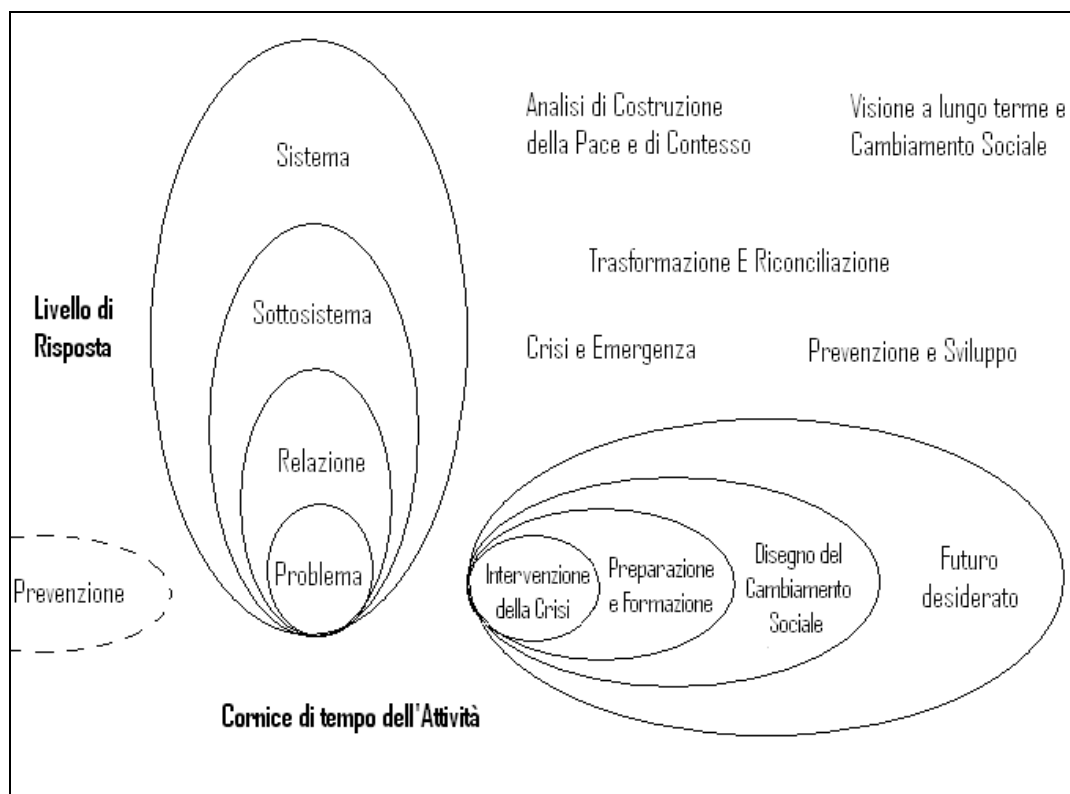 Analisi di Costruzione
della Pace e di Contesso
Visione a lungo terme e
Cambiamento Sociale
Sistema
Trasformazione E Riconciliazione
Livello di
Risposta
Sottosistema
Crisi e Emergenza
Prevenzione e Sviluppo
Relazione
Problema
Prevenzione
Intervenzione
della Crisi
Preparazione
e Formazione
Disegno del
Cambiamento
Sociale
Futuro
desiderato
Cornice di tempo dell'Attività